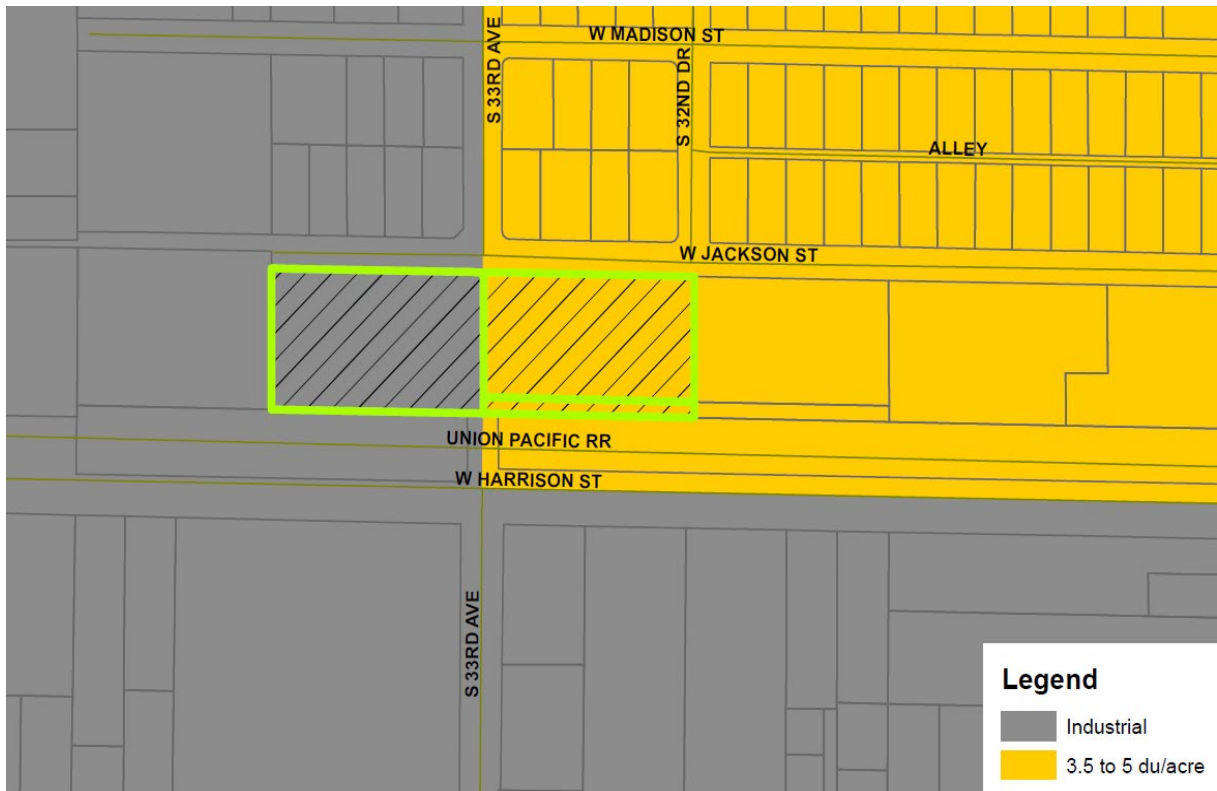 W MADISON ST
S 33RD AVE
S 32ND DR
ALLEY
W JACKSON ST
UNION PACIFIC RR
W HARRISON ST
S 33RD AVE
Legend
Industrial
3.5 to 5 du/acre